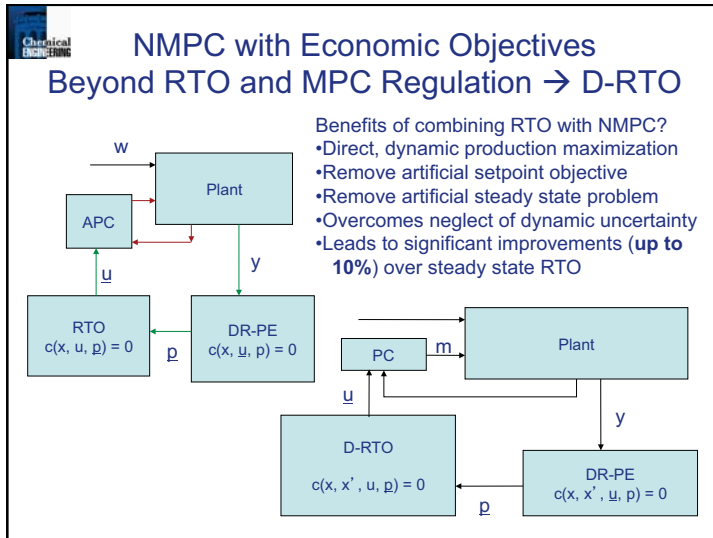 Chemical
ENGINEERING
NMPC with Economic Objectives
Beyond RTO and MPC Regulation → D-RTO
Benefits of combining RTO with NMPC?
•Direct, dynamic production maximization
•Remove artificial setpoint objective
•Remove artificial steady state problem
•Overcomes neglect of dynamic uncertainty
•Leads to significant improvements (up to
10%) over steady state RTO
w
Plant
APC
u
y
RTO
c(x, u, p) = 0
p
DR-PE
c(x, u, p) = 0
Plant
PC
m
u
y
D-RTO
c(x, x’, u, p) = 0
p
DR-PE
c(x, x’, u, p) = 0